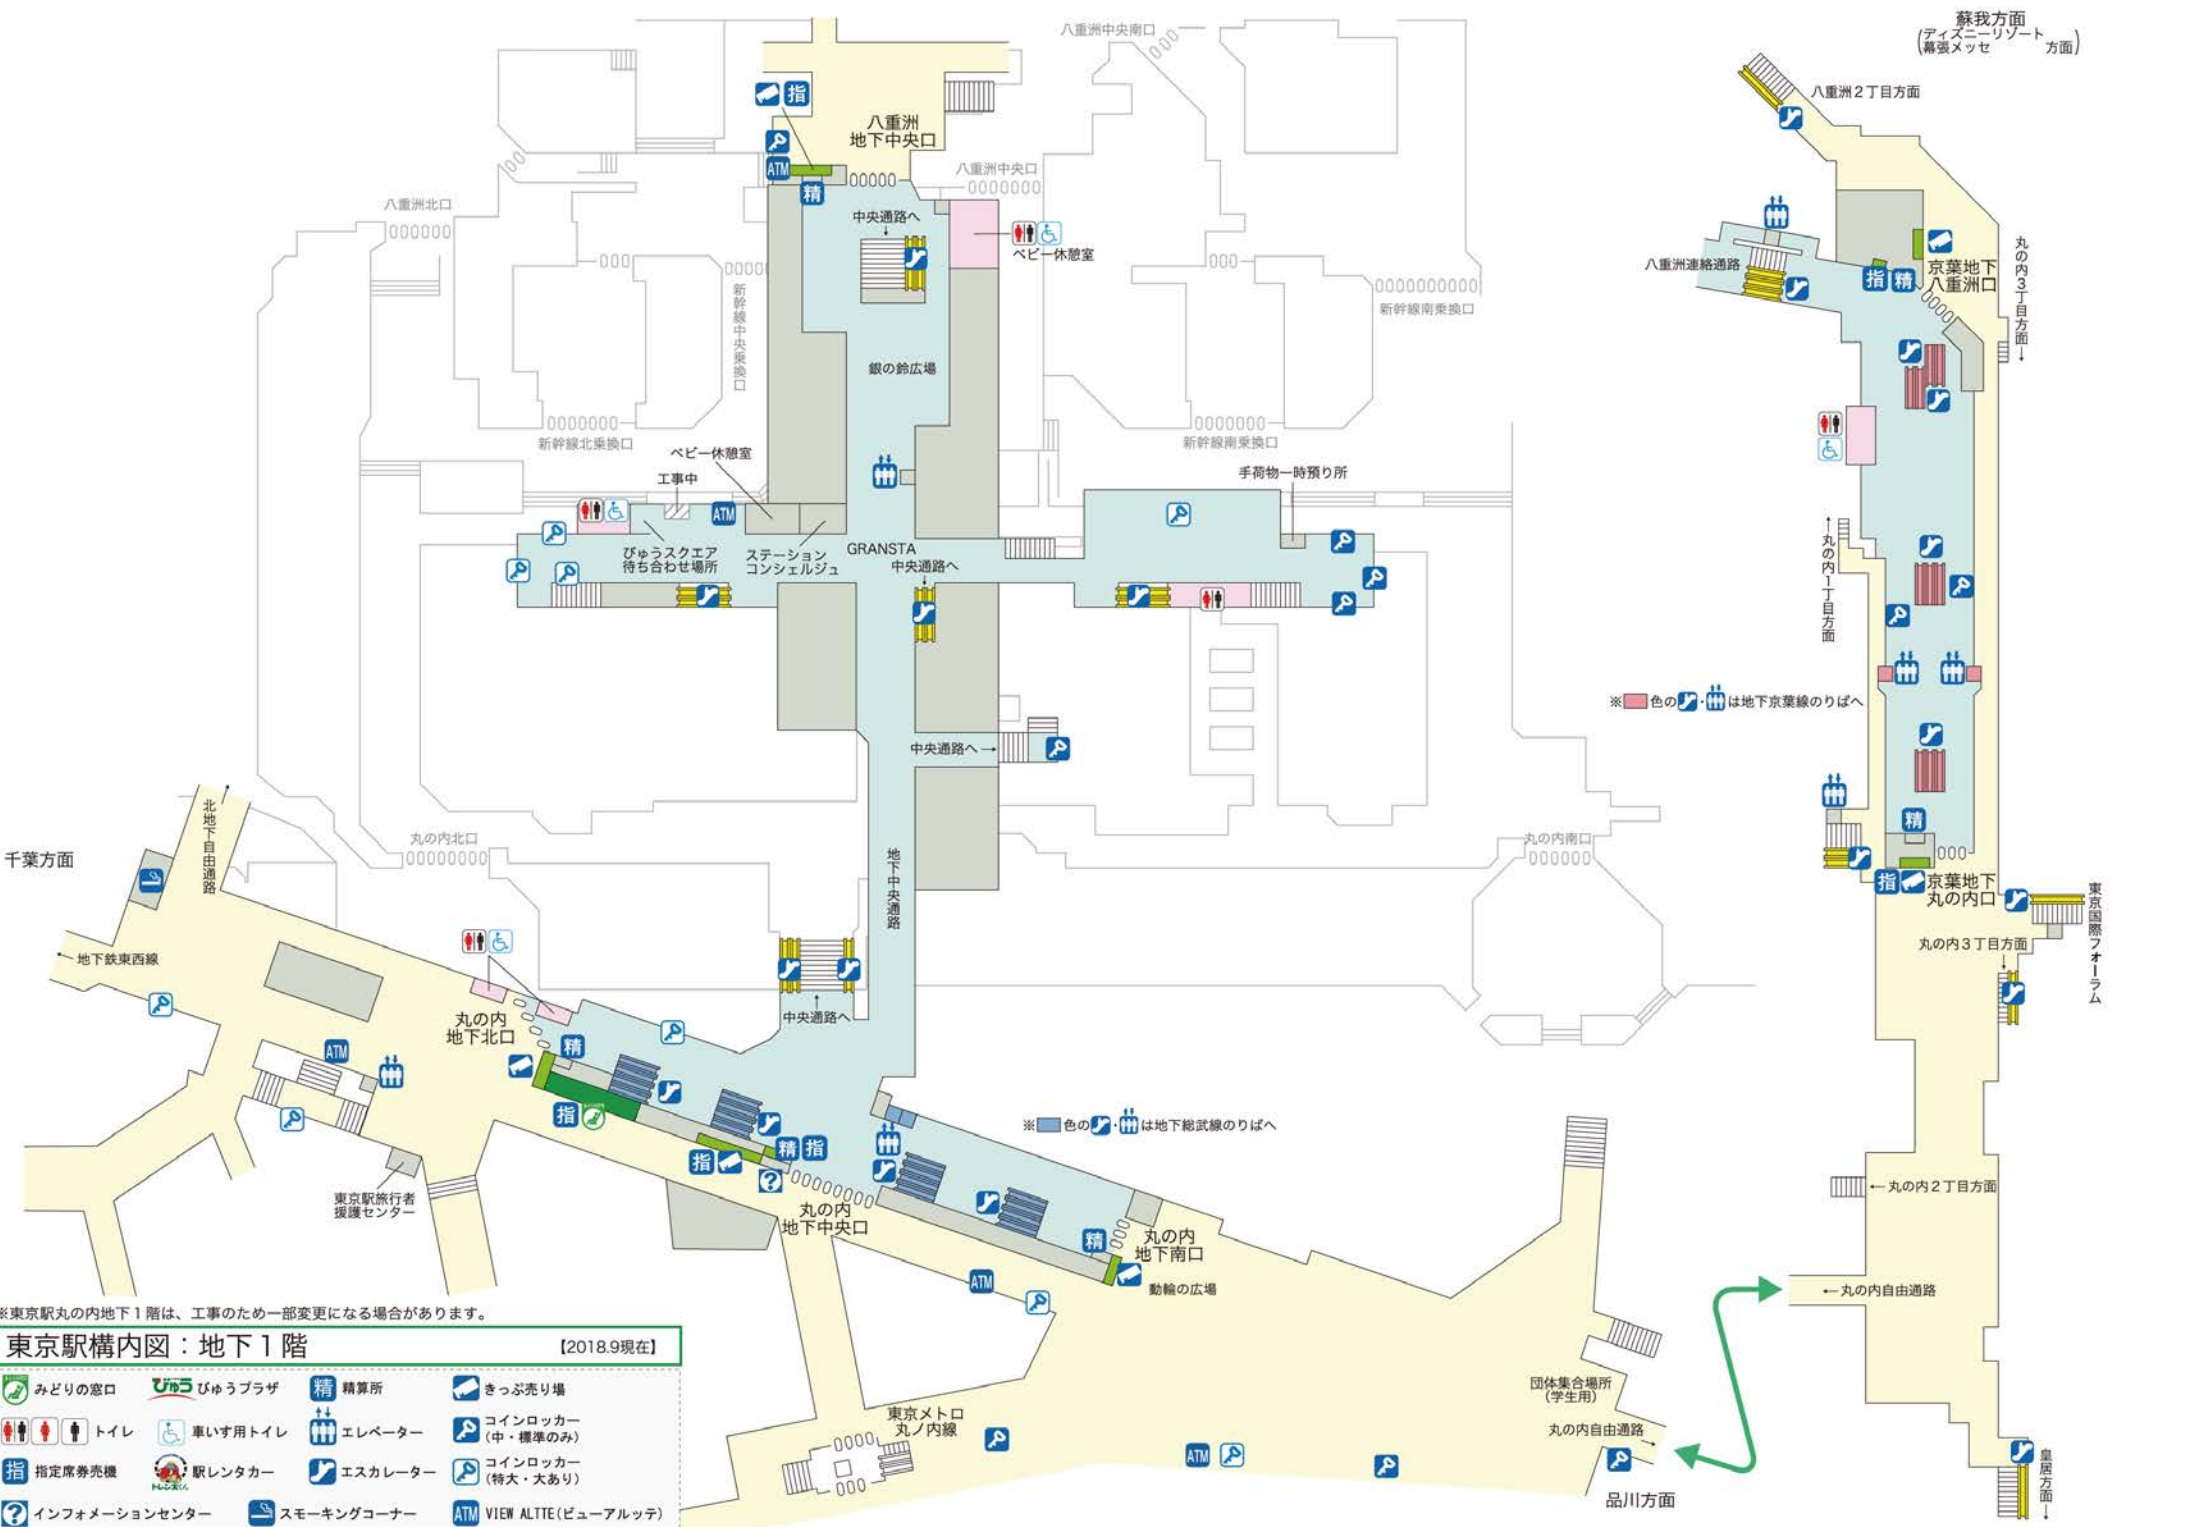 八重洲中央南口
蘇我方面
(ディズニーリゾート
幕張メッセ 方面)
指
八重洲
地下中央口
八重洲2丁目方面
ATM
精
八重洲中央口
八重洲北口
中央通路へ
ベビー休憩室
八重洲連絡通路
指
精
京葉地下
八重洲口
丸の内3丁目方面→
新幹線中央乗換口
新幹線南乗換口
銀の鈴広場
新幹線北乗換口
新幹線南乗換口
ベビー休憩室
工事中
手荷物一時預り所
ATM
びゅうスクエア
待ち合わせ場所
ステーション
コンシェルジュ
GRANSTA
中央通路へ
←丸の内1丁目方面
※色の・は地下京葉線のりばへ
中央通路へ→
北地下自由通路
丸の内北口
丸の内南口
千葉方面
地下中央通路
精
指
京葉地下
丸の内口
東京国際フォーラム
丸の内3丁目方面
←地下鉄東西線
中央通路へ
丸の内
地下北口
精
ATM
指
※色の・は地下総武線のりばへ
指
精
指
?
東京駅旅行者
援護センター
丸の内
地下中央口
←丸の内2丁目方面
精
丸の内
地下南口
動輪の広場
ATM
←丸の内自由通路
※東京駅丸の内地下1階は、工事のため一部変更になる場合があります。
東京駅構内図：地下1階
【2018.9現在】
団体集合場所
(学生用)
丸の内自由通路
→
東京メトロ
丸ノ内線
ATM
品川方面
皇居方面→
みどりの窓口
びゅう びゅうプラザ
精 精算所
きっぷ売り場
トイレ
車いす用トイレ
エレベーター
コインロッカー
(中・標準のみ)
指 指定席券売機
駅レンタカー
エスカレーター
コインロッカー
(特大・大あり)
? インフォメーションセンター
スモーキングコーナー
ATM VIEW ALTTE(ビューアルッテ)